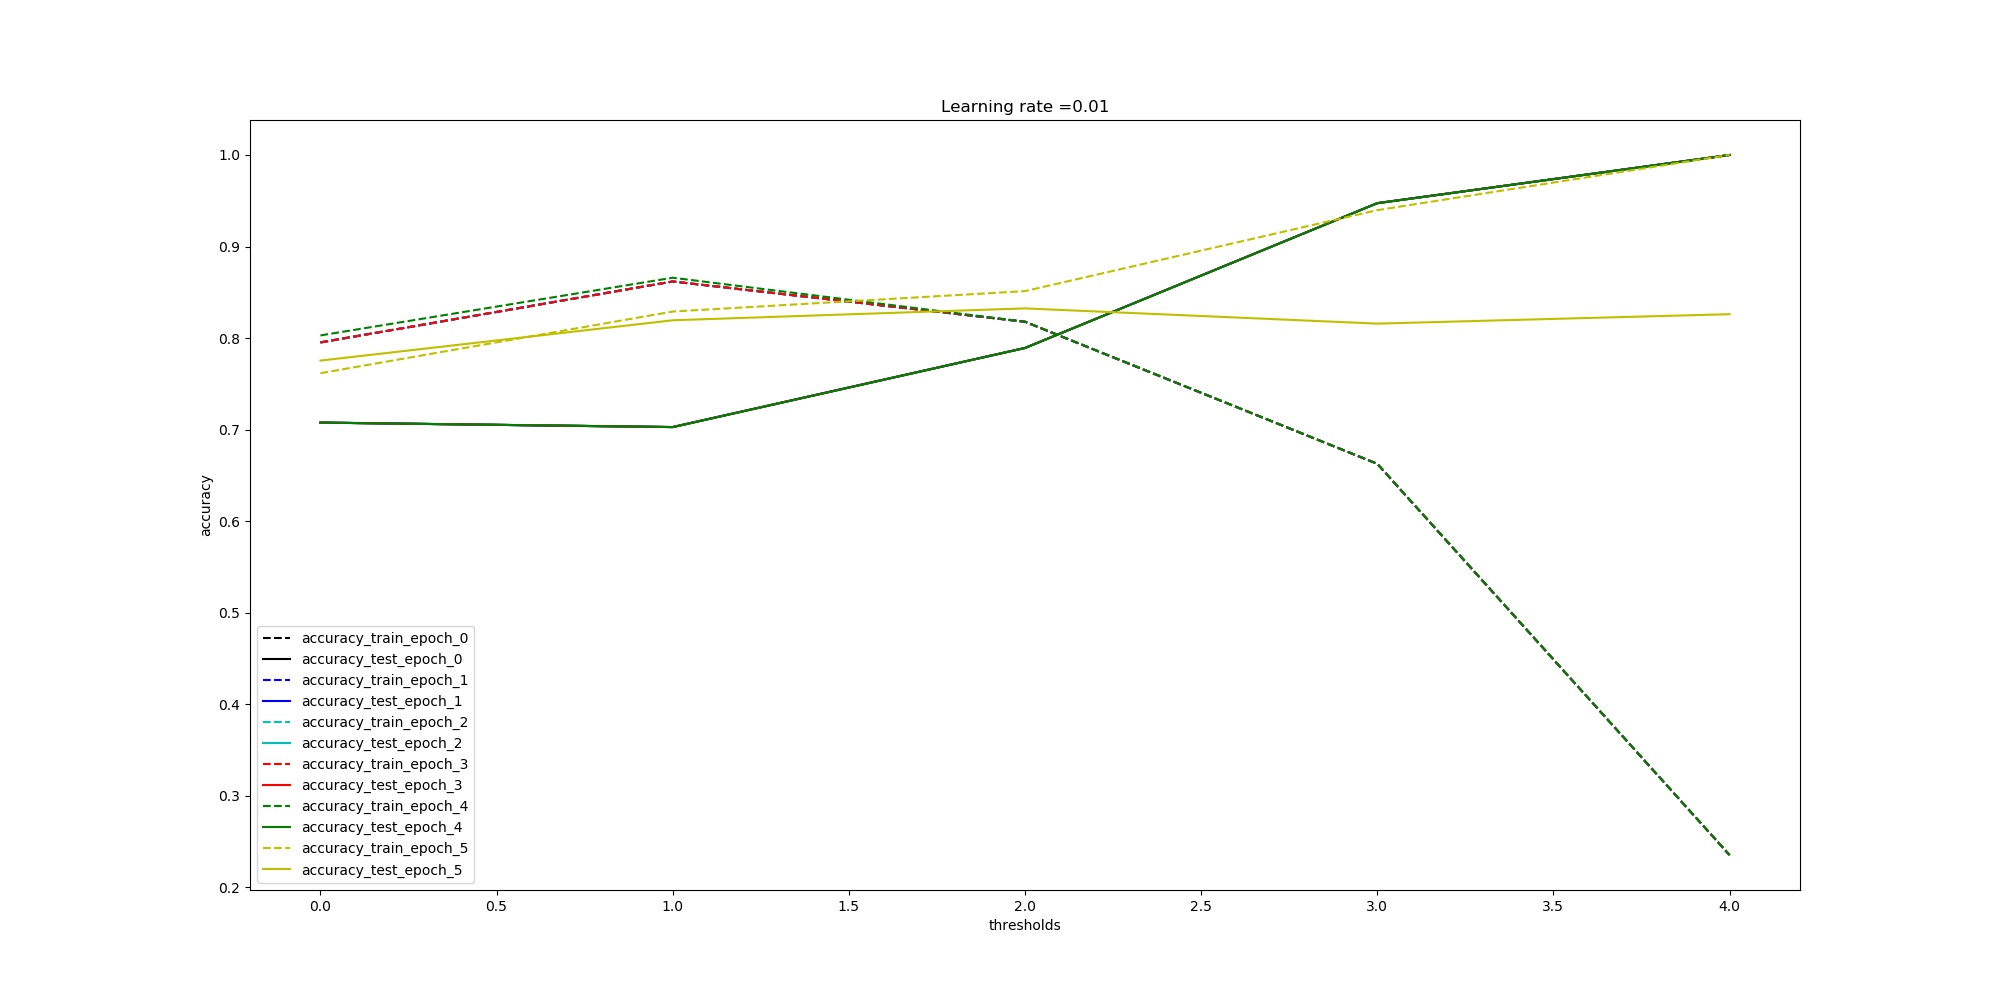 Learning rate =0.01
1.0
0.9
0.8
0.7
0.6
0.5
0.4
0.3
0.2
accuracy
accuracy_train_epoch_0
accuracy_test_epoch_0
accuracy_train_epoch_1
accuracy_test_epoch_1
accuracy_train_epoch_2
accuracy_test_epoch_2
accuracy_train_epoch_3
accuracy_test_epoch_3
accuracy_train_epoch_4
accuracy_test_epoch_4
accuracy_train_epoch_5
accuracy_test_epoch_5
0.0 0.5 1.0 1.5 2.0 2.5 3.0 3.5 4.0
thresholds